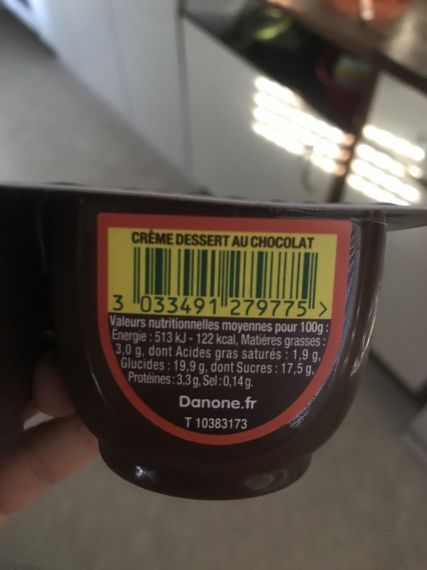 CRÈME DESSERT AU CHOCOLAT
3 033491 279775 >
Valeurs nutritionnelles moyennes pour 100g :
Énergie : 513 kJ - 122 kcal, Matières grasses :
3,0 g, dont Acides gras saturés : 1,9 g,
Glucides : 19,9 g, dont Sucres : 17,5 g,
Protéines : 3,3 g, Sel : 0,14 g.
Danone.fr
T 10383173